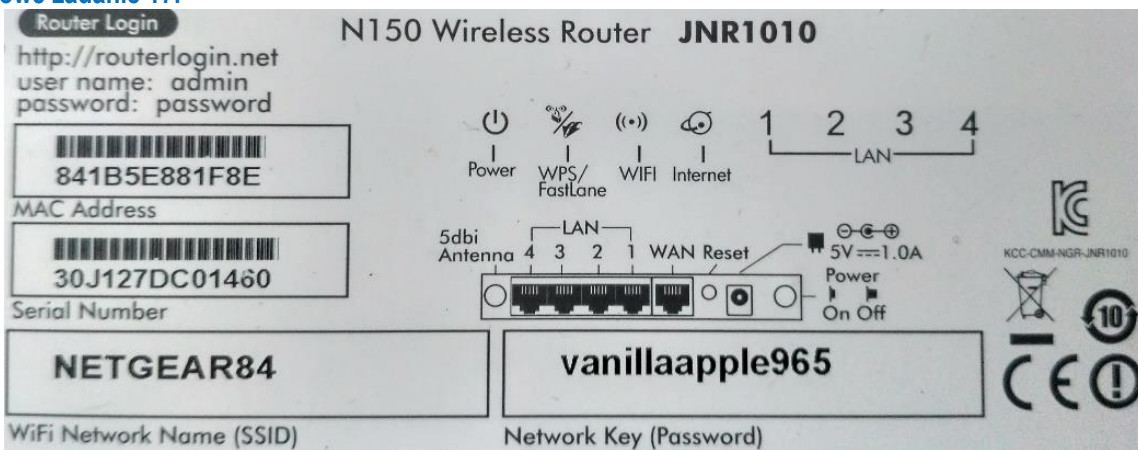 Router Login
http://routerlogin.net
user name: admin
password: password
N150 Wireless Router JNR1010
841B5E881F8E
MAC Address
30J127DC01460
Serial Number
Power
WPS/
FastLane
WIFI
Internet
1 2 3 4
LAN
5dbi
Antenna
LAN
4 3 2 1
WAN
Reset
5V 1.0A
Power
On Off
KCC-CMM-NGR-JNR1010
10
CE
NETGEAR84
WiFi Network Name (SSID)
vanillaapple965
Network Key (Password)